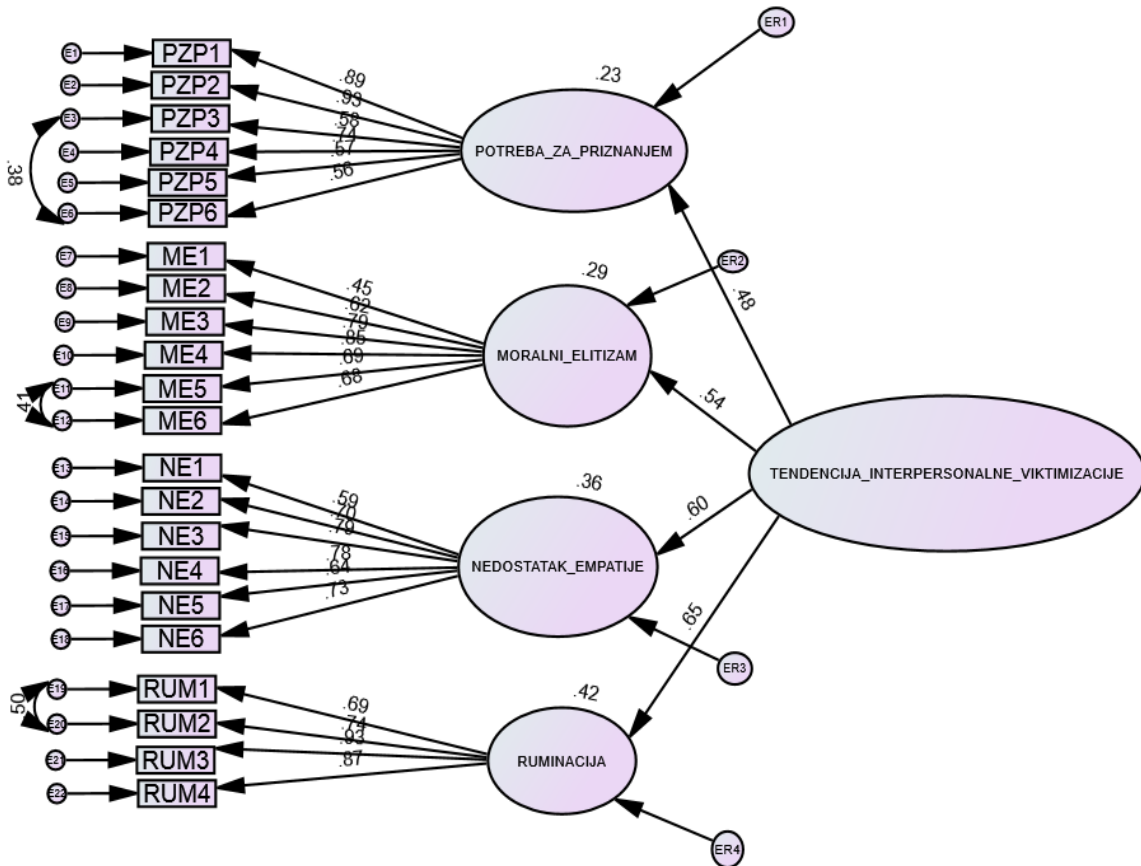 ER1
E1
PZP1
.89
.23
E2
PZP2
.93
E3
PZP3
.58
E4
PZP4
.74
E5
PZP5
.57
E6
PZP6
.56
.38
POTREBA_ZA_PRIZNANJEM
E7
ME1
.45
.29
ER2
E8
ME2
.62
.48
E9
ME3
.79
E10
ME4
.85
MORALNI_ELITIZAM
E11
ME5
.69
E12
ME6
.68
41
.54
TENDENCIJA_INTERPERSONALNE_VIKTIMIZACIJE
E13
NE1
.59
.36
E14
NE2
.70
.60
E15
NE3
.79
E16
NE4
.78
NEDOSTATAK_EMPATIJE
E17
NE5
.64
E18
NE6
.73
.65
ER3
E19
RUM1
.69
.42
50
E20
RUM2
.74
E21
RUM3
.93
RUMINACIJA
E22
RUM4
.87
ER4